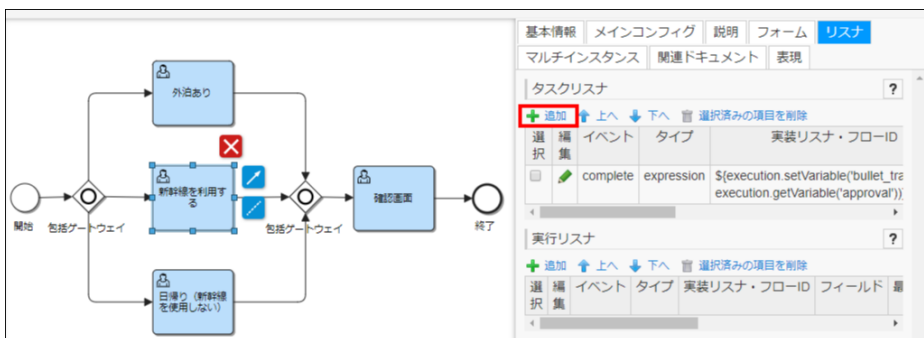 外泊あり
新幹線を利用す
る
日帰り（新幹線
を使用しない）
開始
包括ゲートウェイ
包括ゲートウェイ
確認画面
終了
基本情報 メインコンフィグ 説明 フォーム リスナ
マルチインスタンス 関連ドキュメント 表現
タスクリスナ ?
追加 上へ 下へ 選択済みの項目を削除
選択 編集 イベント タイプ 実装リスナ・フローID
complete expression ${execution.setVariable('bullet_tra
execution.getVariable('approval'))
実行リスナ ?
追加 上へ 下へ 選択済みの項目を削除
選択 編集 イベント タイプ 実装リスナ・フローID フィールド 最